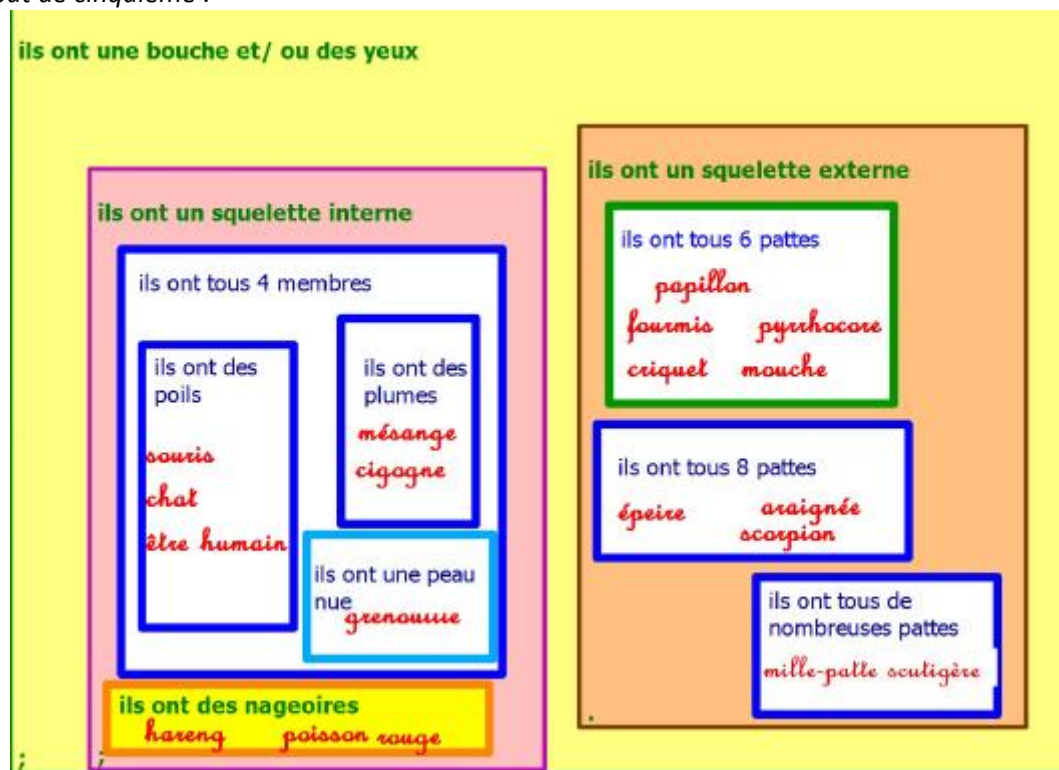 out de cinquième :
ils ont une bouche et/ ou des yeux
ils ont un squelette interne
ils ont tous 4 membres
ils ont des
poils
souris
chat
être humain
ils ont des
plumes
mésange
cigogne
ils ont une peau
nue
grenouille
ils ont des nageoires
hareng poisson rouge
ils ont un squelette externe
ils ont tous 6 pattes
papillon
fourmis pyrrhocore
criquet mouche
ils ont tous 8 pattes
épeire araignée
scorpion
ils ont tous de
nombreuses pattes
mille-patte scutigère
.
; ;